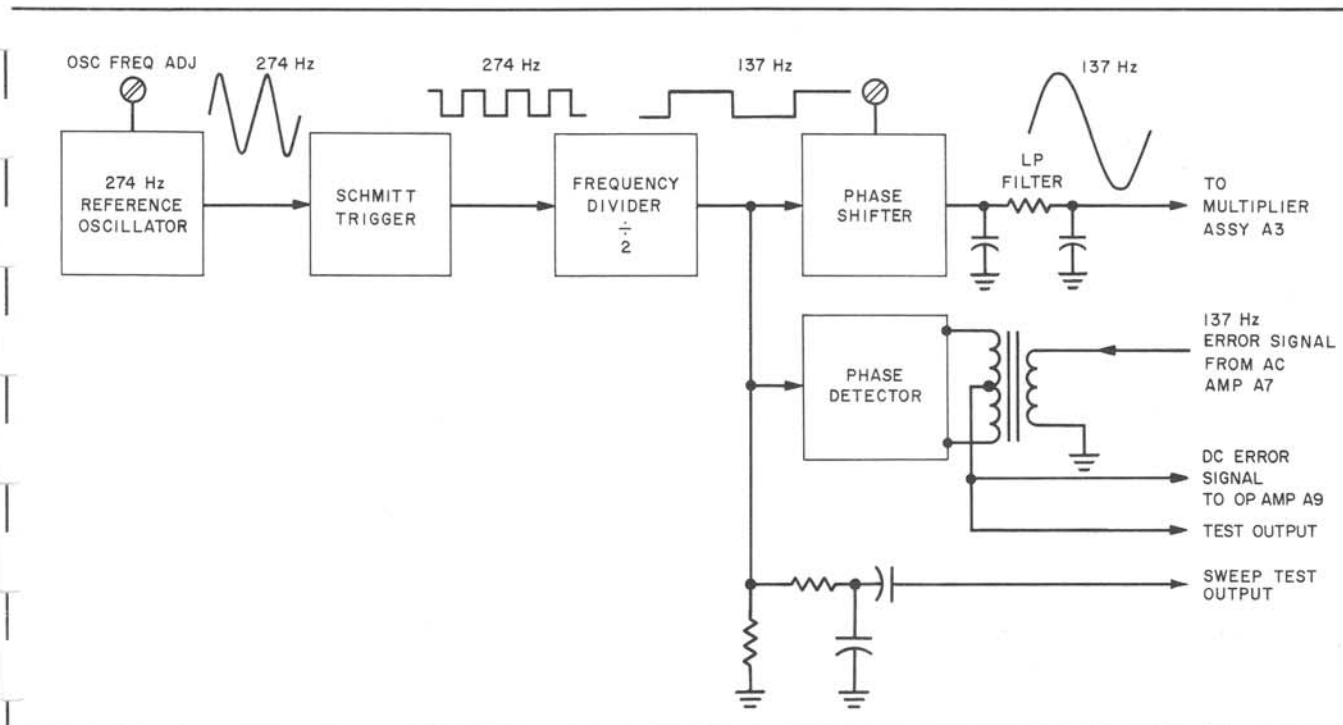 OSC FREQ ADJ
274 Hz
274 Hz
137 Hz
137 Hz
274 Hz
REFERENCE
OSCILLATOR
SCHMITT
TRIGGER
FREQUENCY
DIVIDER
÷
2
PHASE
SHIFTER
LP
FILTER
TO
MULTIPLIER
ASSY A3
PHASE
DETECTOR
137 Hz
ERROR SIGNAL
FROM AC
AMP A7
DC ERROR
SIGNAL
TO OP AMP A9
TEST OUTPUT
SWEEP TEST
OUTPUT